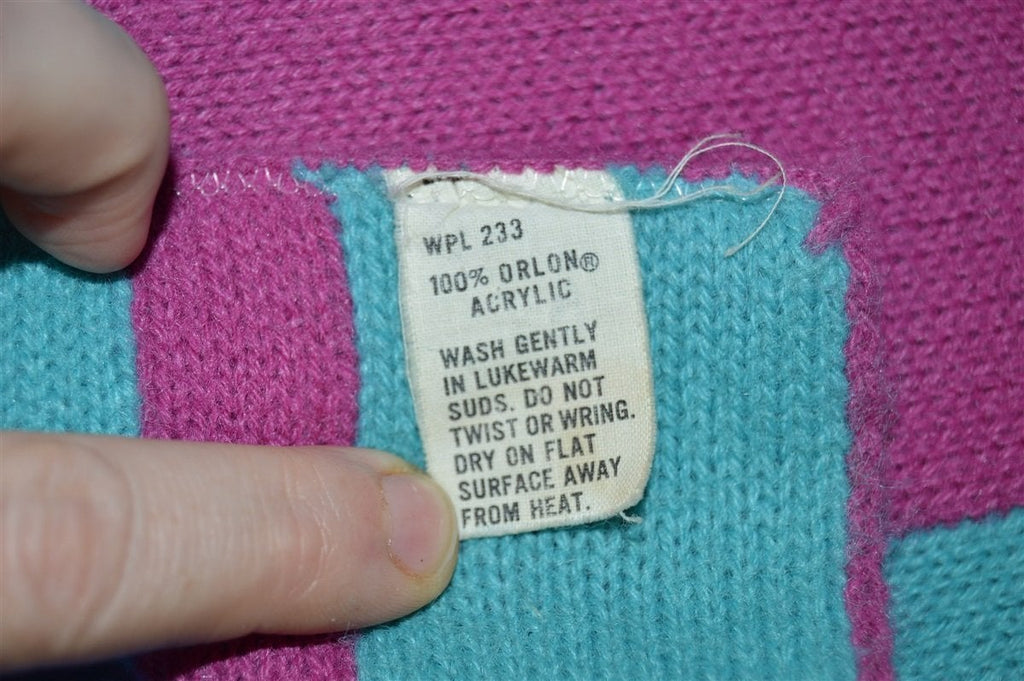 WPL 233
100% ORLON®
ACRYLIC
WASH GENTLY
IN LUKEWARM
SUDS. DO NOT
TWIST OR WRING.
DRY ON FLAT
SURFACE AWAY
FROM HEAT.